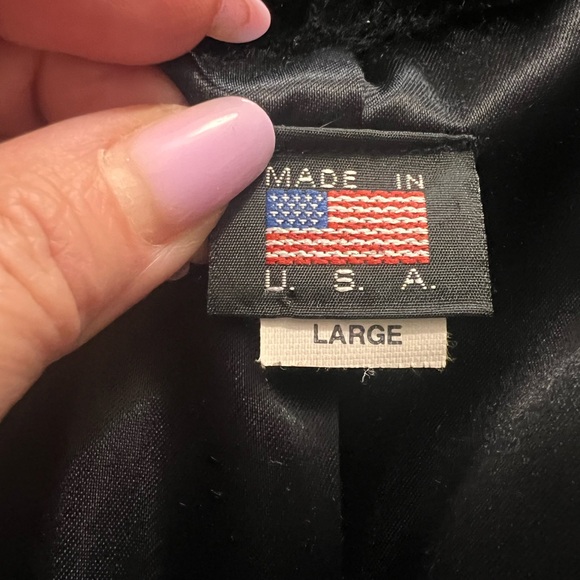 MADE IN
U. S. A.
LARGE